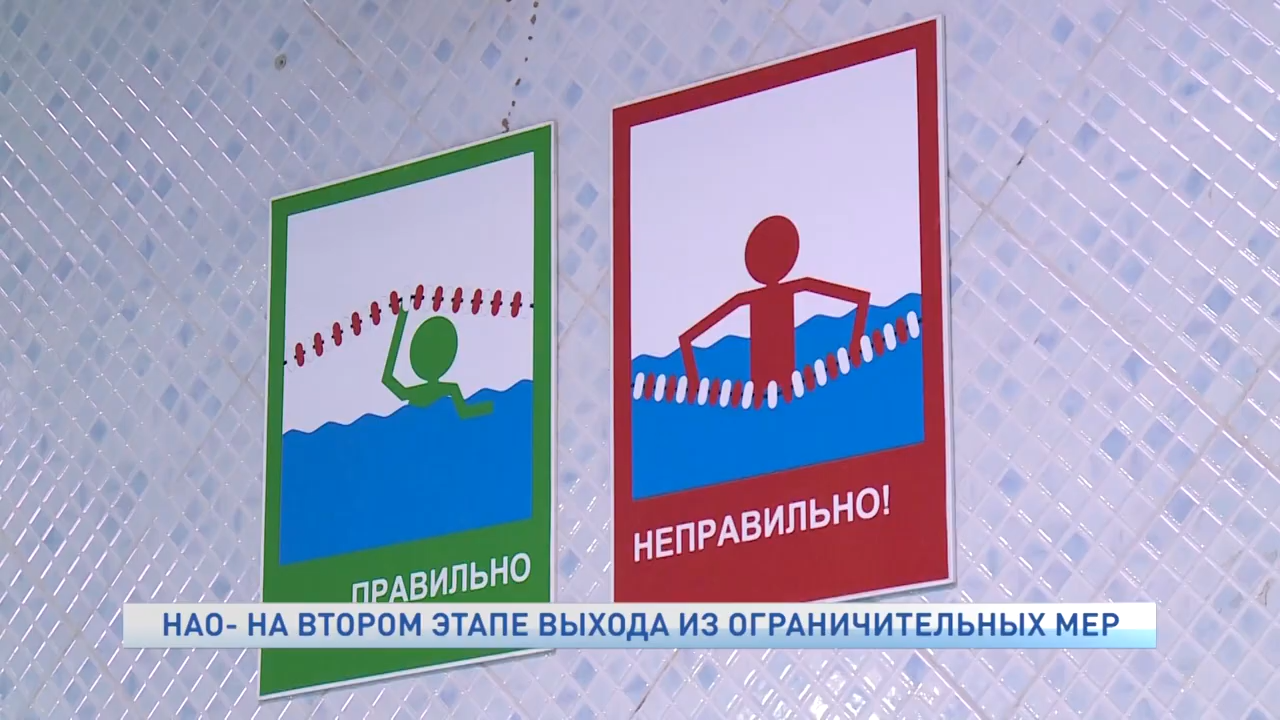 ПРАВИЛЬНО
НЕПРАВИЛЬНО!
НАО- НА ВТОРОМ ЭТАПЕ ВЫХОДА ИЗ ОГРАНИЧИТЕЛЬНЫХ МЕР